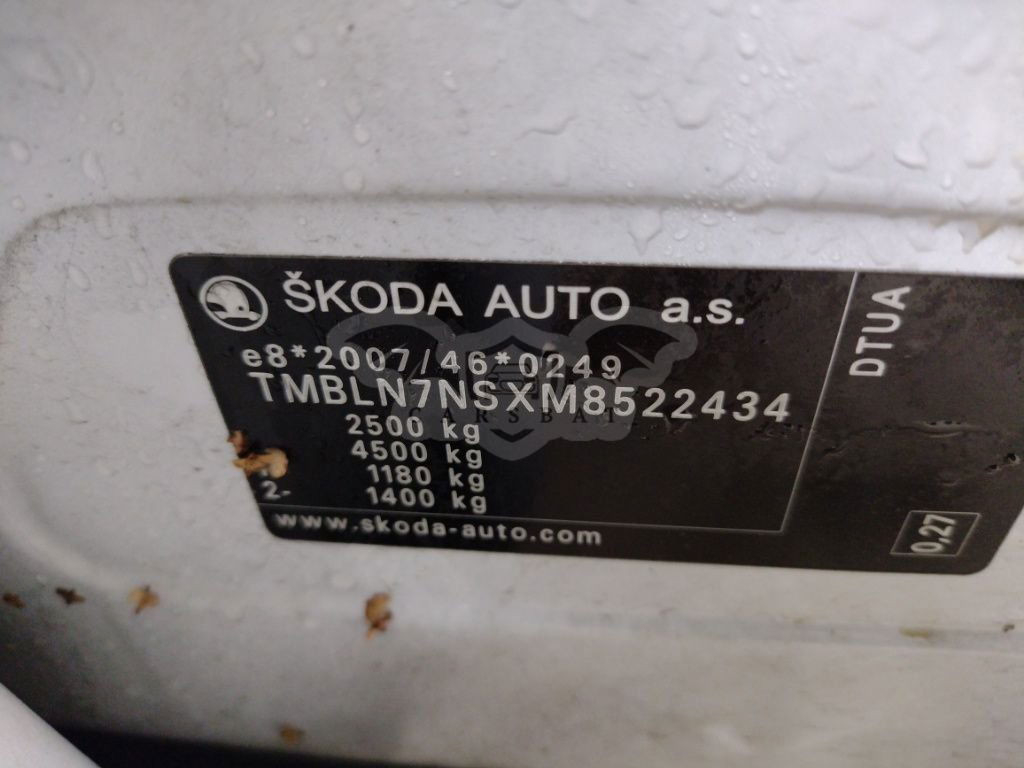 ŠKODA AUTO a.s.
e8*2007/46*0249
TMBLN7NSXM8522434
2500 kg
4500 kg
1180 kg
2- 1400 kg
www.skoda-auto.com
DTUA
0,27
CARSBAT